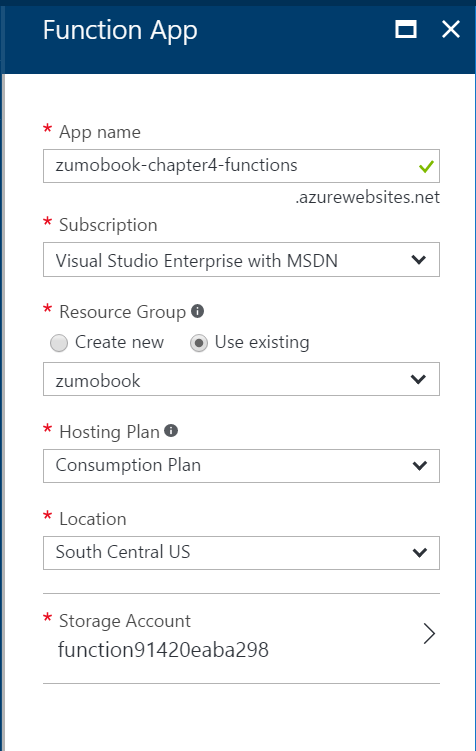 Function App
* App name
zumobook-chapter4-functions
.azurewebsites.net
* Subscription
Visual Studio Enterprise with MSDN
* Resource Group
Create new Use existing
zumobook
* Hosting Plan
Consumption Plan
* Location
South Central US
* Storage Account
function91420eaba298